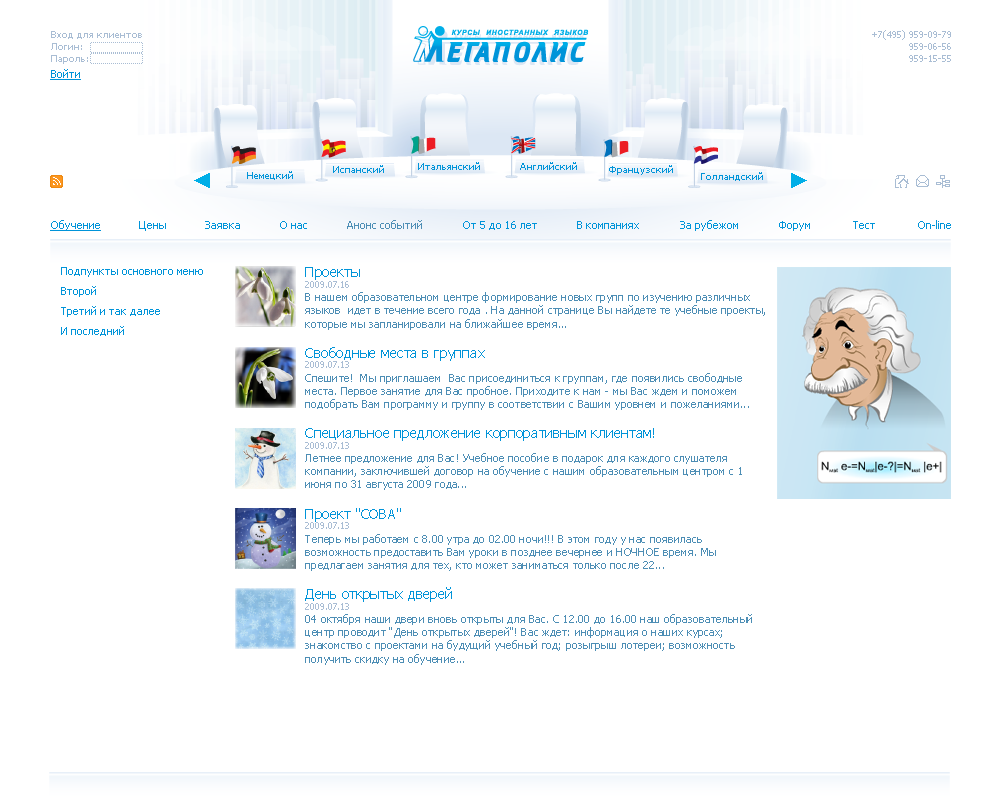 Вход для клиентов
Логин:
Пароль:
Войти
КУРСЫ ИНОСТРАННЫХ ЯЗЫКОВ
МЕГАПОЛИС
+7(495) 959-09-79
959-06-56
959-15-55
Немецкий
Испанский
Итальянский
Английский
Французский
Голландский
Обучение Цены Заявка О нас Анонс событий От 5 до 16 лет В компаниях За рубежом Форум Тест On-line
Подпункты основного меню
Второй
Третий и так далее
И последний
Проекты
2009.07.16
В нашем образовательном центре формирование новых групп по изучению различных
языков идет в течение всего года . На данной странице Вы найдете те учебные проекты,
которые мы запланировали на ближайшее время...
Свободные места в группах
2009.07.13
Спешите! Мы приглашаем Вас присоединиться к группам, где появились свободные
места. Первое занятие для Вас пробное. Приходите к нам - мы Вас ждем и поможем
подобрать Вам программу и группу в соответствии с Вашим уровнем и пожеланиями...
Специальное предложение корпоративным клиентам!
2009.07.13
Летнее предложение для Вас! Учебное пособие в подарок для каждого слушателя
компании, заключившей договор на обучение с нашим образовательным центром с 1
июня по 31 августа 2009 года...
Проект "СОВА"
2009.07.13
Теперь мы работаем с 8.00 утра до 02.00 ночи!!! В этом году у нас появилась
возможность предоставить Вам уроки в позднее вечернее и НОЧНОЕ время. Мы
предлагаем занятия для тех, кто может заниматься только после 22...
День открытых дверей
2009.07.13
04 октября наши двери вновь открыты для Вас. С 12.00 до 16.00 наш образовательный
центр проводит "День открытых дверей"! Вас ждет: информация о наших курсах;
знакомство с проектами на будущий учебный год; розыгрыш лотереи; возможность
получить скидку на обучение...
Nмат e-=Nмат|e-?|=Nмат |e+|